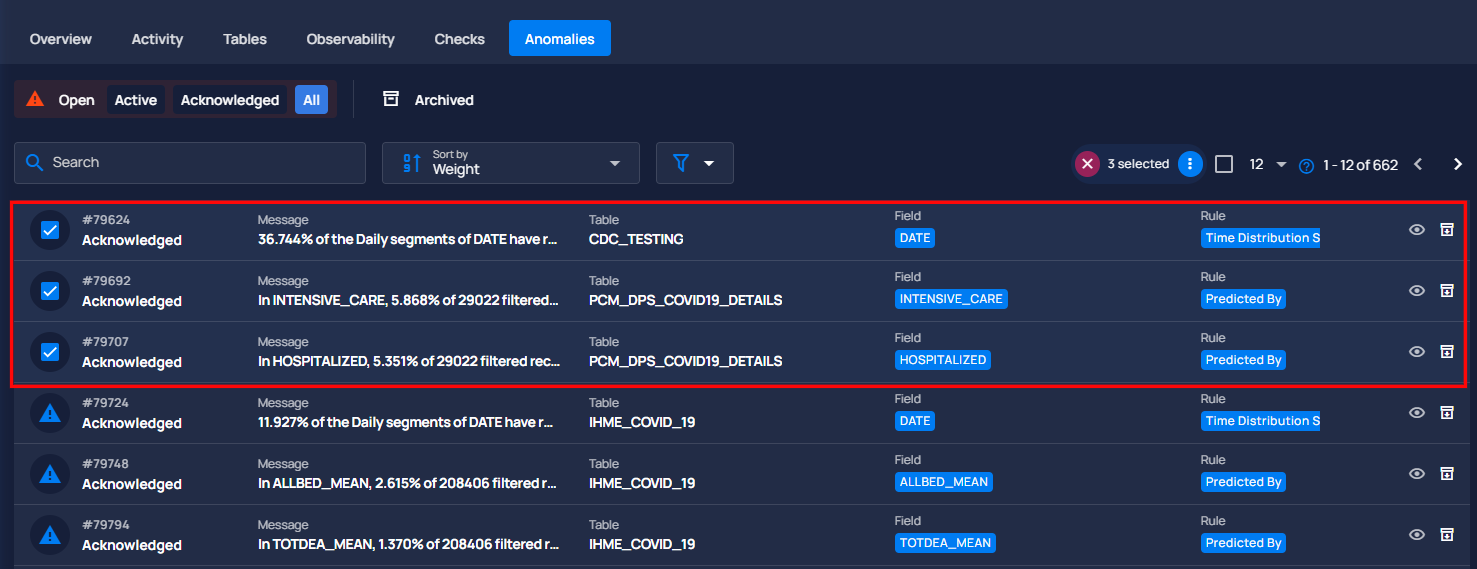 Overview Activity Tables Observability Checks Anomalies
Open Active Acknowledged All Archived
Search Sort by Weight 3 selected 12 1 - 12 of 662
#79624 Message Table Field Rule
Acknowledged 36.744% of the Daily segments of DATE have r... CDC_TESTING DATE Time Distribution S
#79692 Message Table Field Rule
Acknowledged In INTENSIVE_CARE, 5.868% of 29022 filtered... PCM_DPS_COVID19_DETAILS INTENSIVE_CARE Predicted By
#79707 Message Table Field Rule
Acknowledged In HOSPITALIZED, 5.351% of 29022 filtered rec... PCM_DPS_COVID19_DETAILS HOSPITALIZED Predicted By
#79724 Message Table Field Rule
Acknowledged 11.927% of the Daily segments of DATE have r... IHME_COVID_19 DATE Time Distribution S
#79748 Message Table Field Rule
Acknowledged In ALLBED_MEAN, 2.615% of 208406 filtered r... IHME_COVID_19 ALLBED_MEAN Predicted By
#79794 Message Table Field Rule
Acknowledged In TOTDEA_MEAN, 1.370% of 208406 filtered r... IHME_COVID_19 TOTDEA_MEAN Predicted By